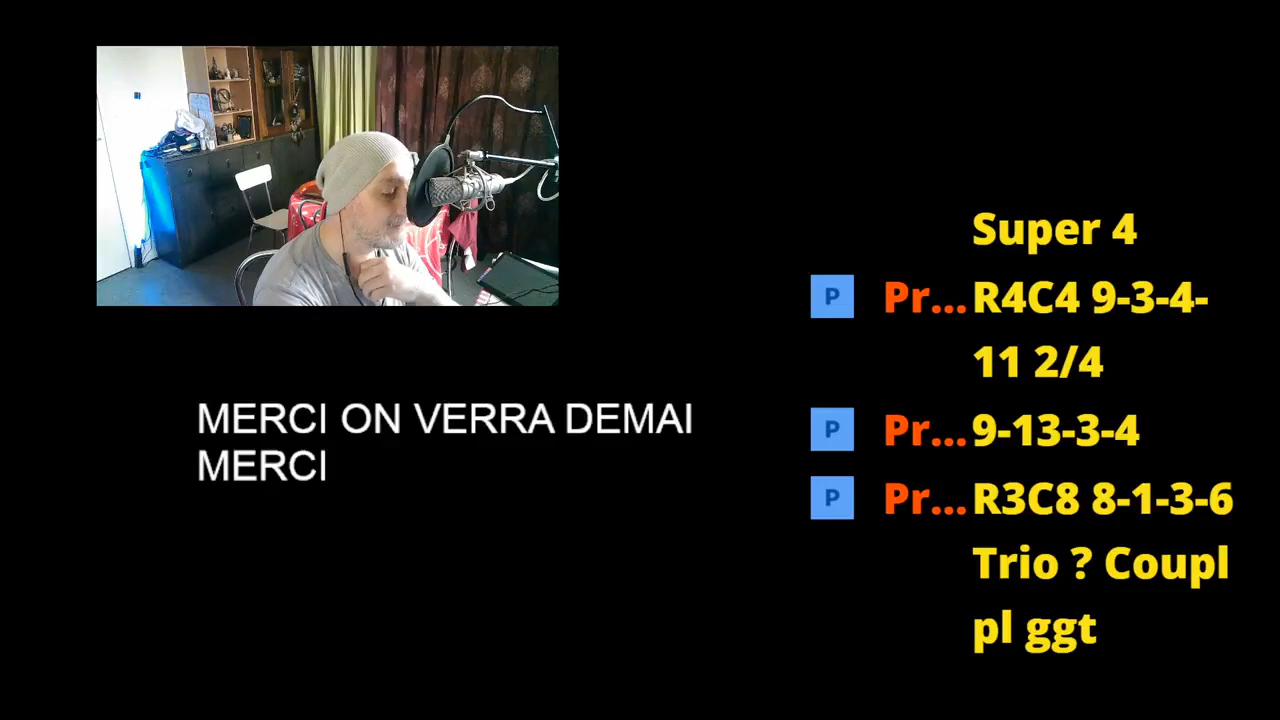 MERCI ON VERRA DEMAI
MERCI
Super 4
P Pr... R4C4 9-3-4-
11 2/4
P Pr... 9-13-3-4
P Pr... R3C8 8-1-3-6
Trio ? Coupl
pl ggt